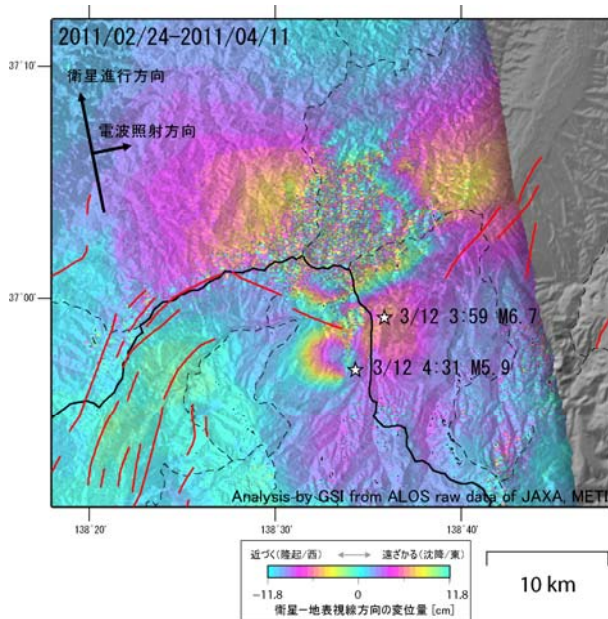 2011/02/24-2011/04/11
37˚10'
衛星進行方向
電波照射方向
37˚00'
3/12 3:59 M6.7
3/12 4:31 M5.9
Analysis by GSI from ALOS raw data of JAXA, METI
138˚20'
138˚30'
138˚40'
近づく(隆起/西) 遠ざかる(沈降/東)
-11.8 0 11.8
衛星－地表視線方向の変位量 [cm]
10 km